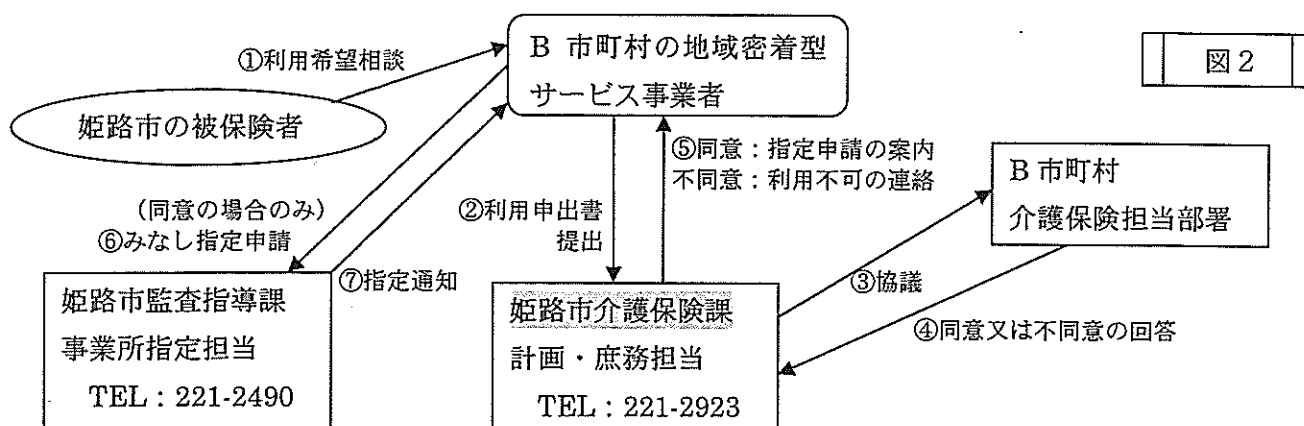 図2
B 市町村の地域密着型
サービス事業者
①利用希望相談
姫路市の被保険者
⑤同意：指定申請の案内
不同意：利用不可の連絡
B 市町村
介護保険担当部署
(同意の場合のみ)
⑥みなし指定申請
②利用申出書
提出
⑦指定通知
③協議
④同意又は不同意の回答
姫路市監査指導課
事業所指定担当
TEL：221-2490
姫路市介護保険課
計画・庶務担当
TEL：221-2923